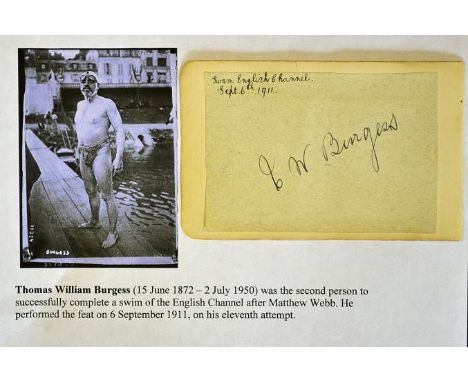 Swam English Channel.
Sept. 6th 1911.
T W Burgess
BURGESS
Thomas William Burgess (15 June 1872 – 2 July 1950) was the second person to
successfully complete a swim of the English Channel after Matthew Webb. He
performed the feat on 6 September 1911, on his eleventh attempt.